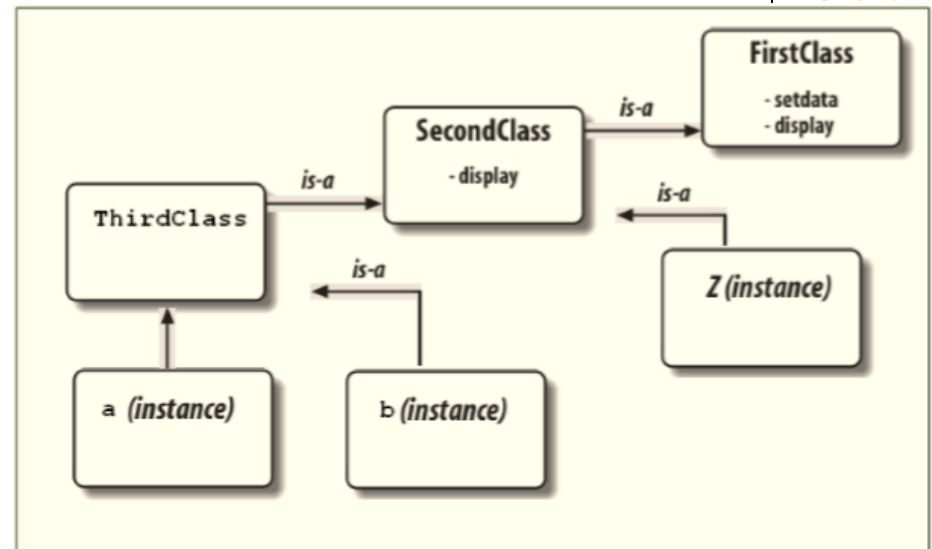 FirstClass
- setdata
- display
is-a
SecondClass
- display
is-a
ThirdClass
is-a
Z (instance)
is-a
a (instance)
b (instance)